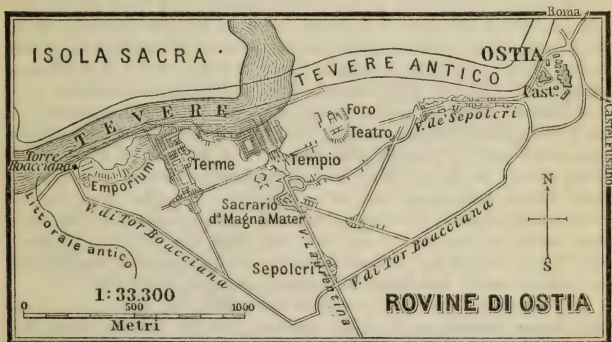 Roma
ISOLA SACRA
OSTIA
TEVERE ANTICO
Cast.º
TEVERE
Foro
Teatro
V. de' Sepolcri
Torre
Boacciana
Emporium
Terme
Tempio
Sacrario
d.ª Magna Mater
V. Laurentina
Littorale antico
V. di Tor Boacciana
Sepolcri
V. di Tor Boacciana
N
S
1:33.300
0 500 1000
Metri
ROVINE DI OSTIA